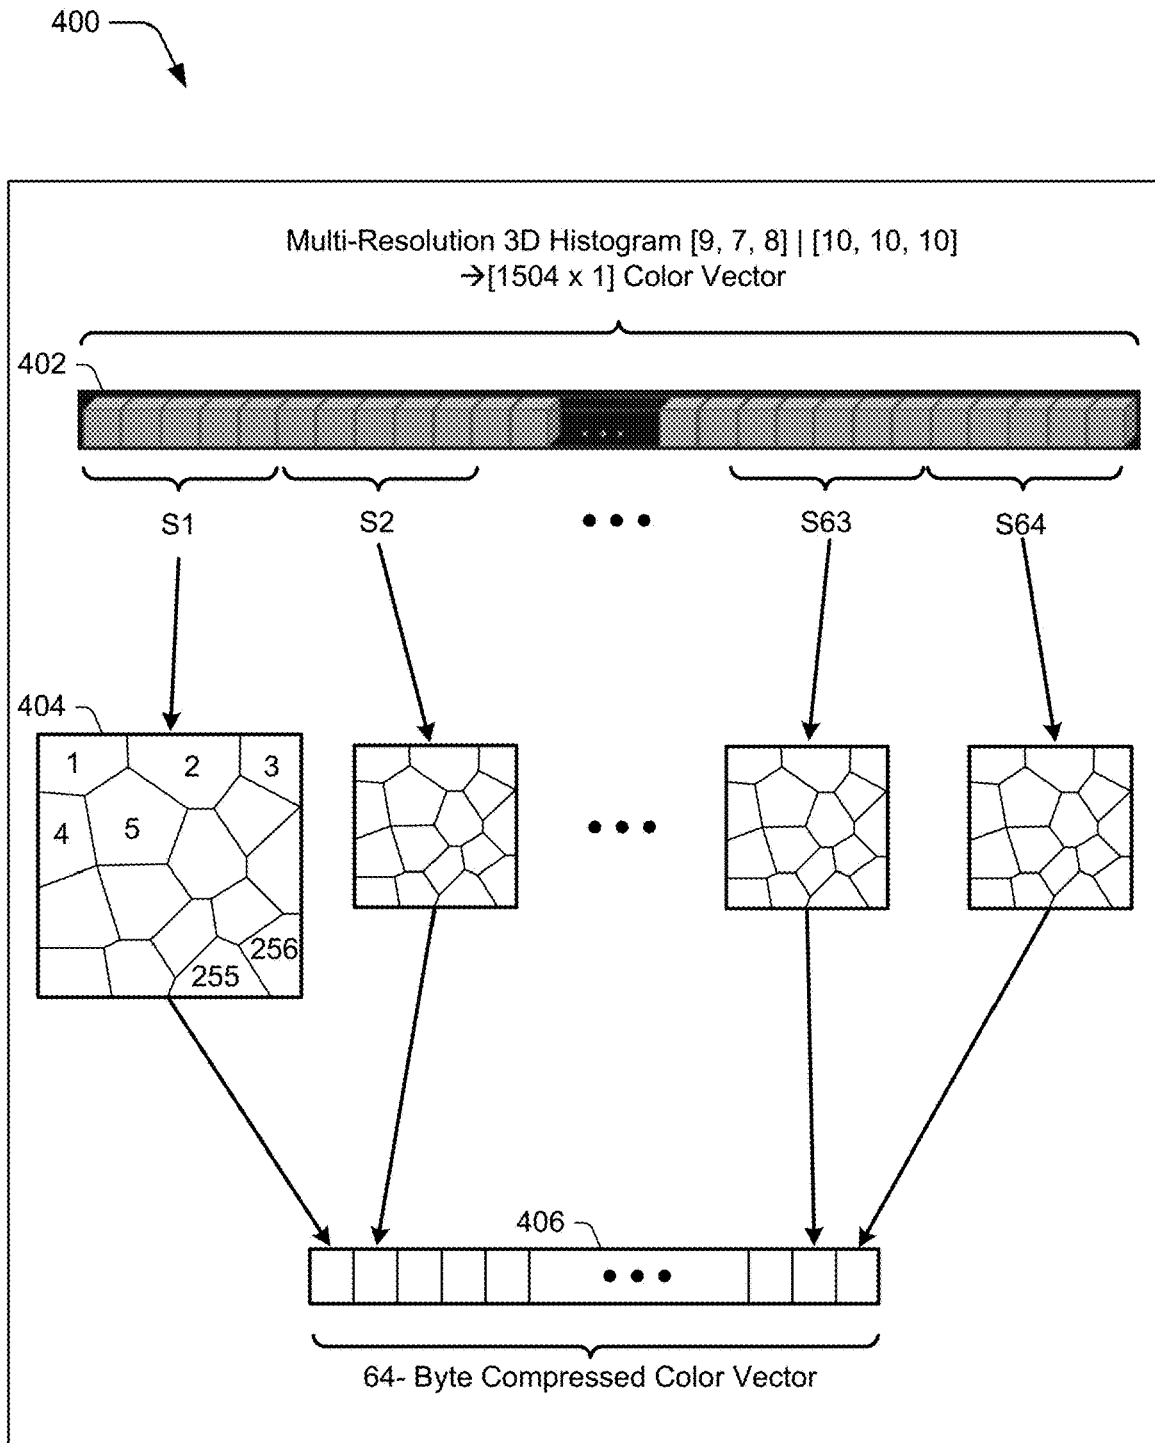 400
Multi-Resolution 3D Histogram [9, 7, 8] | [10, 10, 10]
→[1504 x 1] Color Vector
402
S1 S2 ••• S63 S64
404
1 2 3
4 5
•••
256
255
406
•••
64- Byte Compressed Color Vector